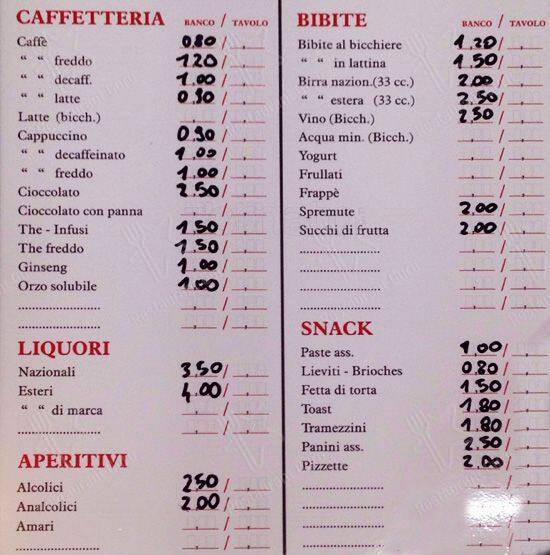 CAFFETTERIA BANCO / TAVOLO
Caffè 0,80 /
“ “ freddo 1,20 /
“ “ decaff. 1,00 /
“ “ latte 0,90 /
Latte (bicch.) /
Cappuccino 0,90 /
“ “ decaffeinato 1,00 /
“ “ freddo 1,00 /
Cioccolato 2,50 /
Cioccolato con panna /
The - Infusi 1,50 /
The freddo 1,50 /
Ginseng 1,00 /
Orzo solubile 1,00 /
LIQUORI
Nazionali 3,50 /
Esteri 4,00 /
“ “ di marca /
APERITIVI
Alcolici 2,50 /
Analcolici 2,00 /
Amari /
BIBITE BANCO / TAVOLO
Bibite al bicchiere 1,20 /
“ “ in lattina 1,50 /
Birra nazion.(33 cc.) 2,00 /
“ “ estera (33 cc.) 2,50 /
Vino (Bicch.) 2,50 /
Acqua min. (Bicch.) /
Yogurt /
Frullati /
Frappè /
Spremute 2,00 /
Succhi di frutta 2,00 /
SNACK
Paste ass. 1,00 /
Lieviti - Brioches 0,80 /
Fetta di torta 1,50 /
Toast 1,80 /
Tramezzini 1,80 /
Panini ass. 2,50 /
Pizzette 2,00 /